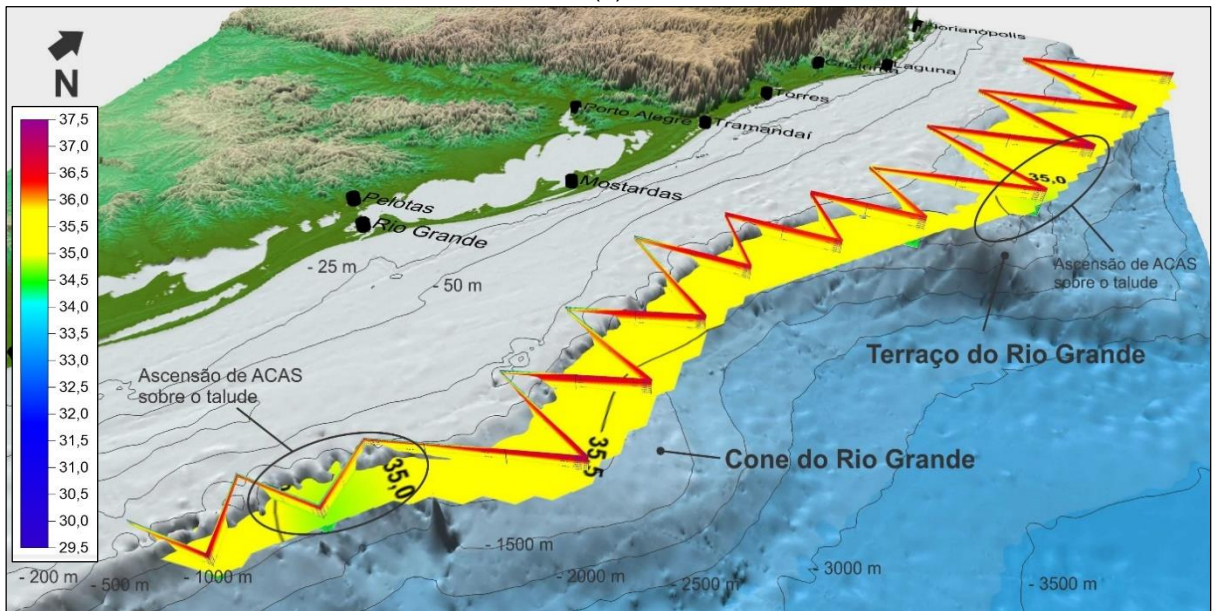 Florianópolis
Criciúma
Laguna
N
Torres
Porto Alegre
Tramandaí
37,5
37,0
36,5
36,0
35,5
35,0
34,5
34,0
33,5
33,0
32,5
32,0
31,5
31,0
30,5
30,0
29,5
Mostardas
Pelotas
Rio Grande
35,0
- 25 m
- 50 m
Ascensão de ACAS
sobre o talude
Terraço do Rio Grande
Ascensão de ACAS
sobre o talude
35,0
35,5
Cone do Rio Grande
- 200 m
- 500 m
- 1000 m
- 1500 m
- 2000 m
- 2500 m
- 3000 m
- 3500 m